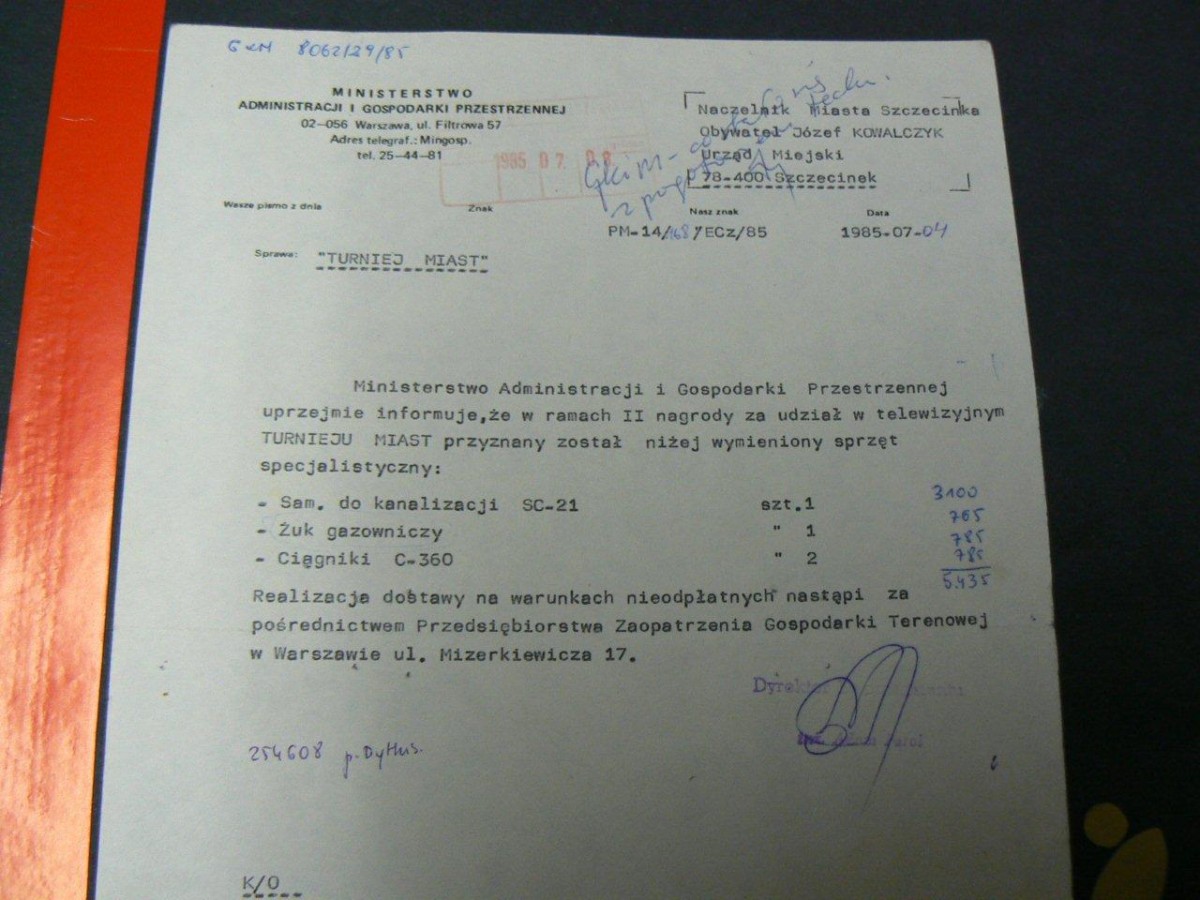 GKM 8062/29/85
MINISTERSTWO
ADMINISTRACJI I GOSPODARKI PRZESTRZENNEJ
02-056 Warszawa, ul. Filtrowa 57
Adres telegraf.: Mingosp.
tel. 25-44-81
1985 07. 08.
Naczelnik Miasta Szczecinka
Obywatel Józef KOWALCZYK
Urząd Miejski
78-400 Szczecinek
GKiM -
Wasze pismo z dnia Znak Nasz znak Data
PM-14/168/ECz/85 1985-07-04
Sprawa: "TURNIEJ MIAST"
Ministerstwo Administracji i Gospodarki Przestrzennej
uprzejmie informuje,że w ramach II nagrody za udział w telewizyjnym
TURNIEJU MIAST przyznany został niżej wymieniony sprzęt
specjalistyczny:
- Sam. do kanalizacji SC-21 szt.1 3100
- Żuk gazowniczy " 1 765
785
- Ciągniki C-360 " 2 785
5.435
Realizacja dostawy na warunkach nieodpłatnych nastąpi za
pośrednictwem Przedsiębiorstwa Zaopatrzenia Gospodarki Terenowej
w Warszawie ul. Mizerkiewicza 17.
254608 p.
K/O